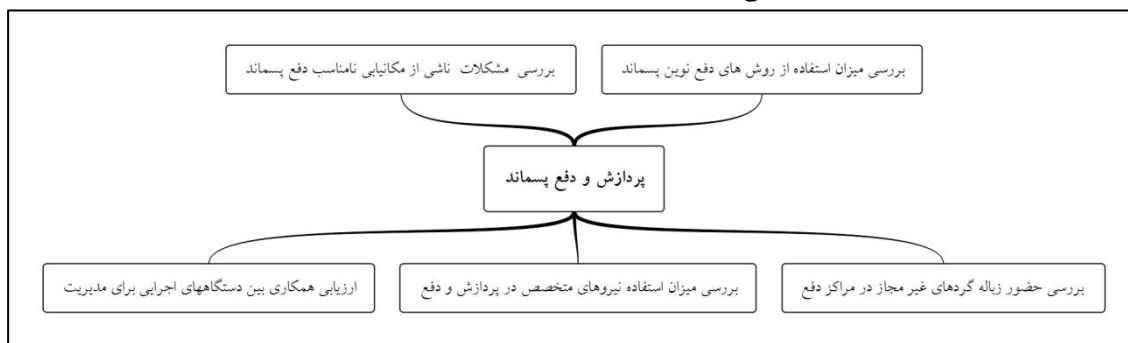 بررسی میزان استفاده از روش های دفع نوین پسماند
بررسی مشکلات ناشی از مکانیابی نامناسب دفع پسماند
پردازش و دفع پسماند
بررسی حضور زباله گردهای غیر مجاز در مراکز دفع
بررسی میزان استفاده نیروهای متخصص در پردازش و دفع
ارزیابی همکاری بین دستگاههای اجرایی برای مدیریت